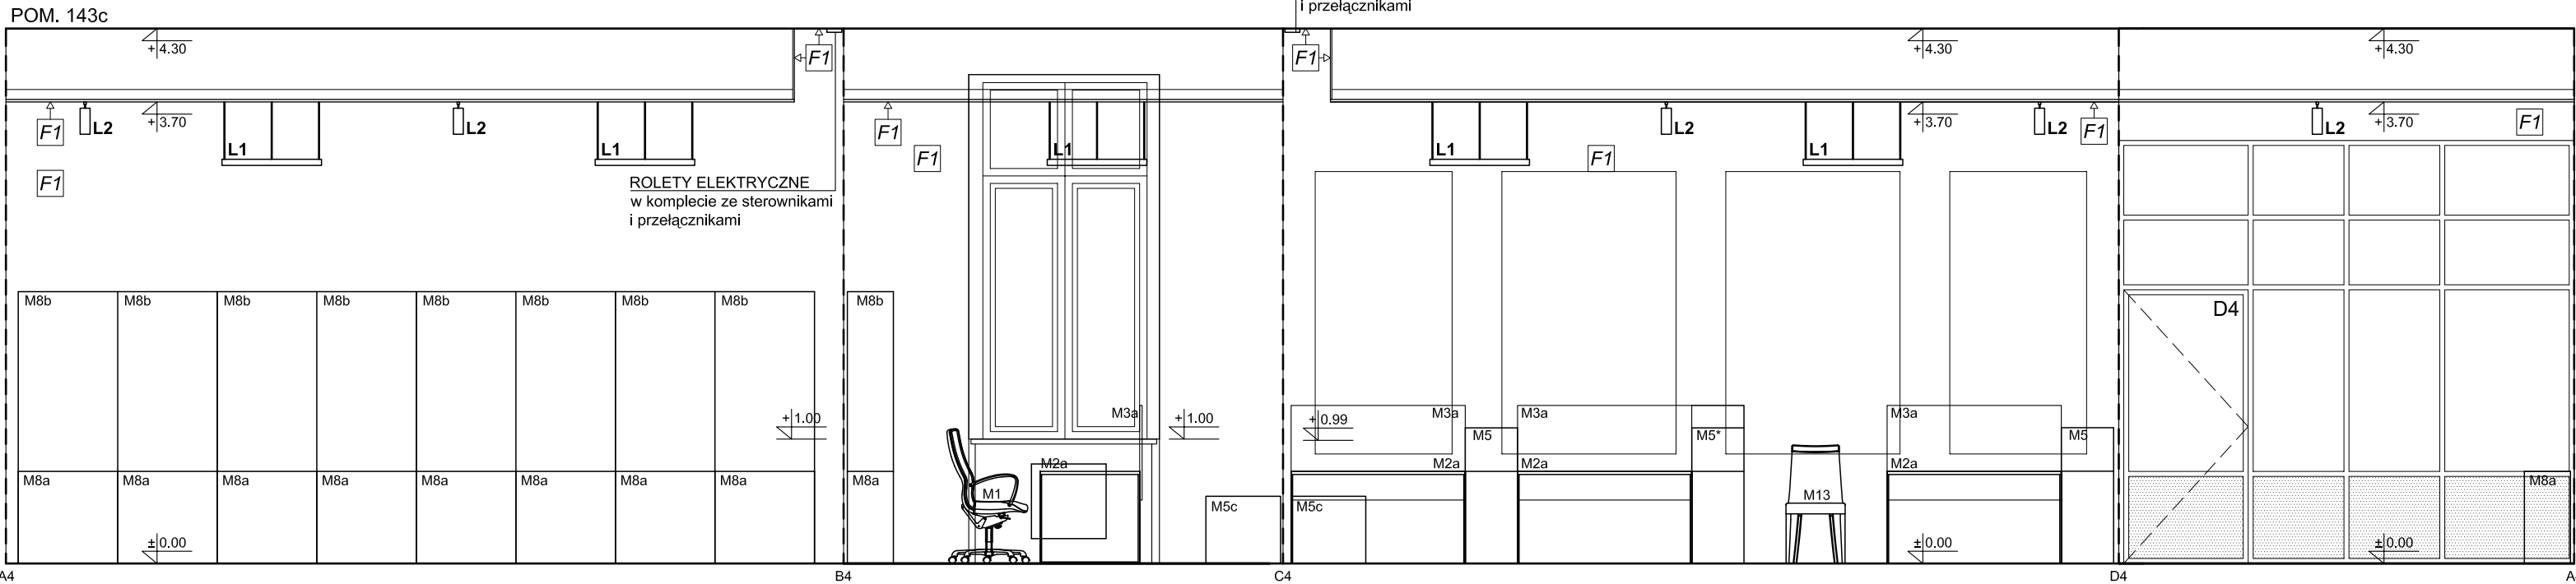 POM. 143c
i przełącznikami
+4.30
F1
F1
+4.30
+4.30
F1
L2
+3.70
L1
L2
L1
F1
L1
L1
L2
L1
+3.70
L2
F1
L2
+3.70
F1
F1
F1
F1
ROLETY ELEKTRYCZNE
w komplecie ze sterownikami
i przełącznikami
M8b
M8b
M8b
M8b
M8b
M8b
M8b
M8b
M8b
D4
+1.00
M3a
+1.00
+0.99
M3a
M3a
M3a
M5
M5*
M5
M2a
M2a
M2a
M2a
M8a
M8a
M8a
M8a
M8a
M8a
M8a
M8a
M8a
M8a
M1
M13
M5c
M5c
±0.00
±0.00
±0.00
A4
B4
C4
D4
A